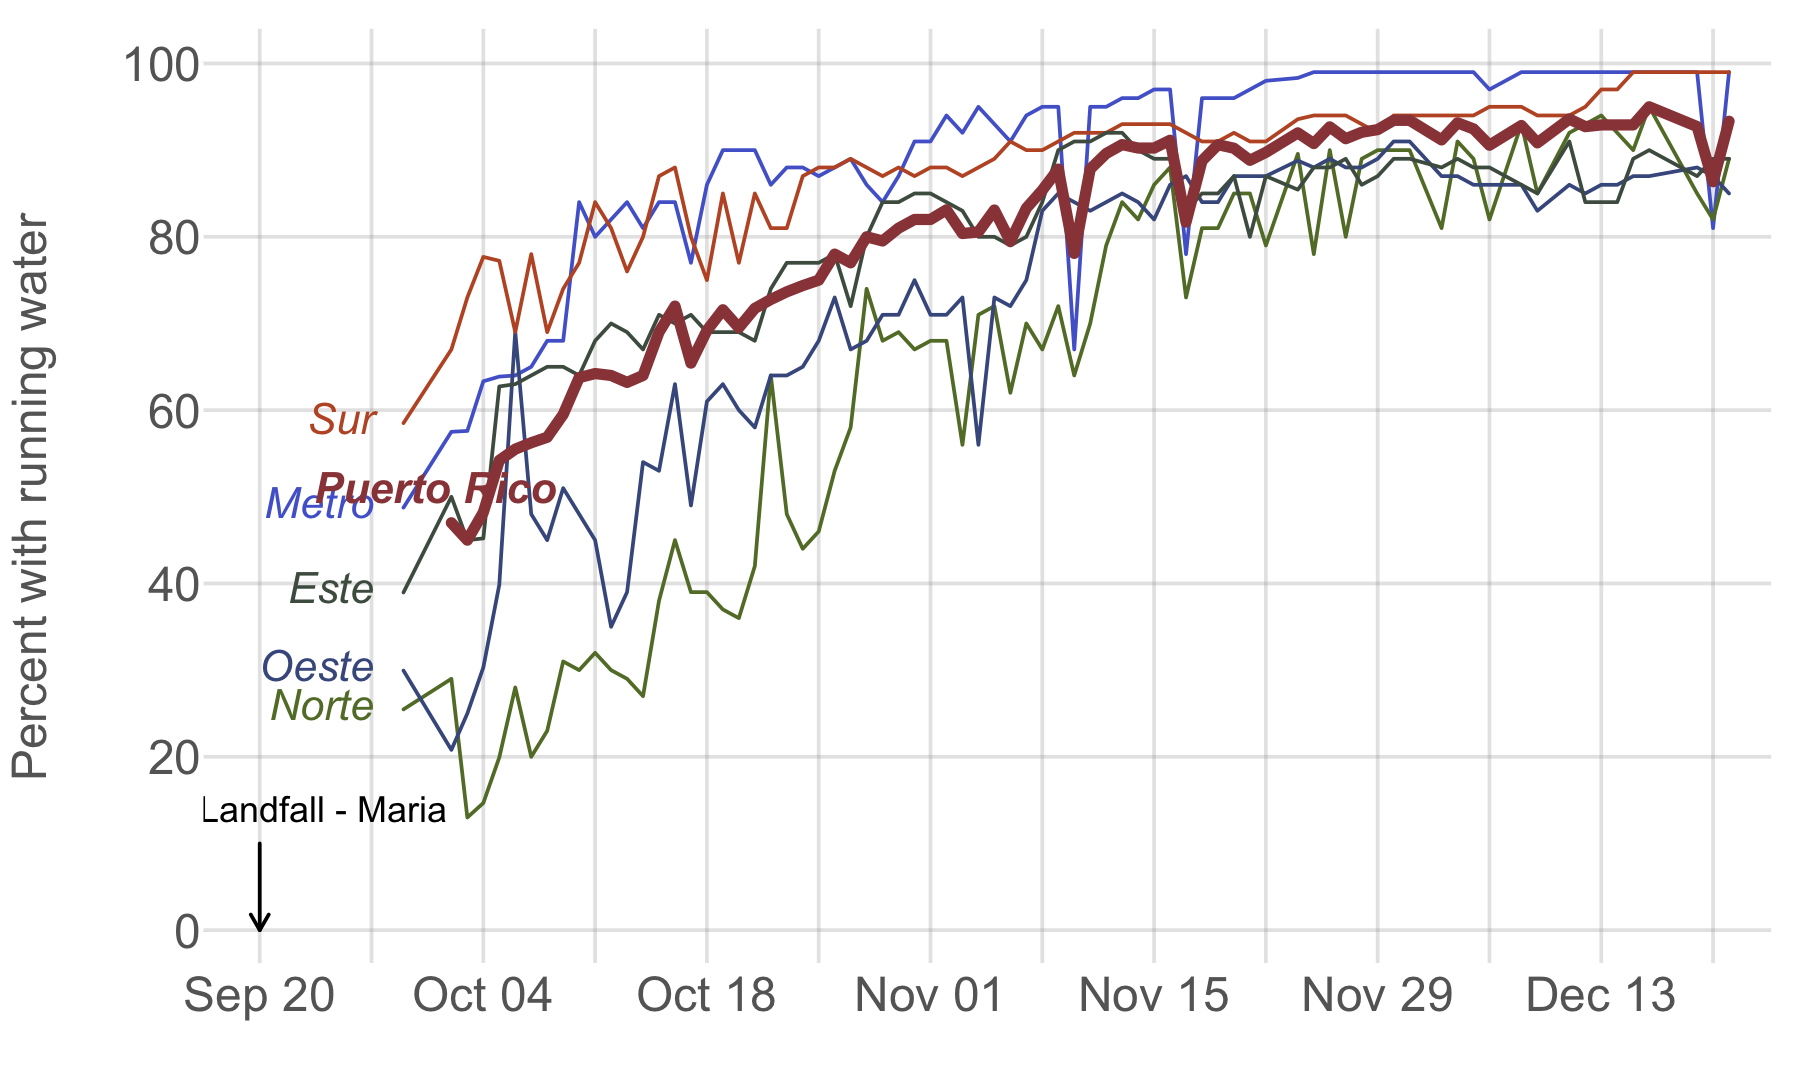 Percent with running water
100
80
60
40
20
0
Sur
Puerto Rico
Metro
Este
Oeste
Norte
Landfall - Maria
Sep 20
Oct 04
Oct 18
Nov 01
Nov 15
Nov 29
Dec 13